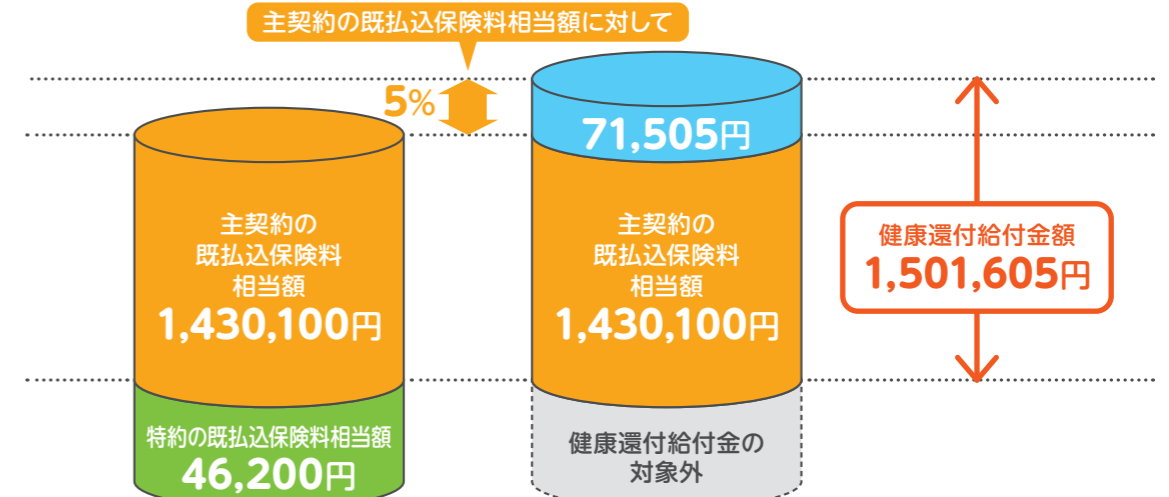 主契約の既払込保険料相当額に対して
5%
71,505円
主契約の
既払込保険料
相当額
1,430,100円
主契約の
既払込保険料
相当額
1,430,100円
健康還付給付金額
1,501,605円
特約の既払込保険料相当額
46,200円
健康還付給付金の
対象外